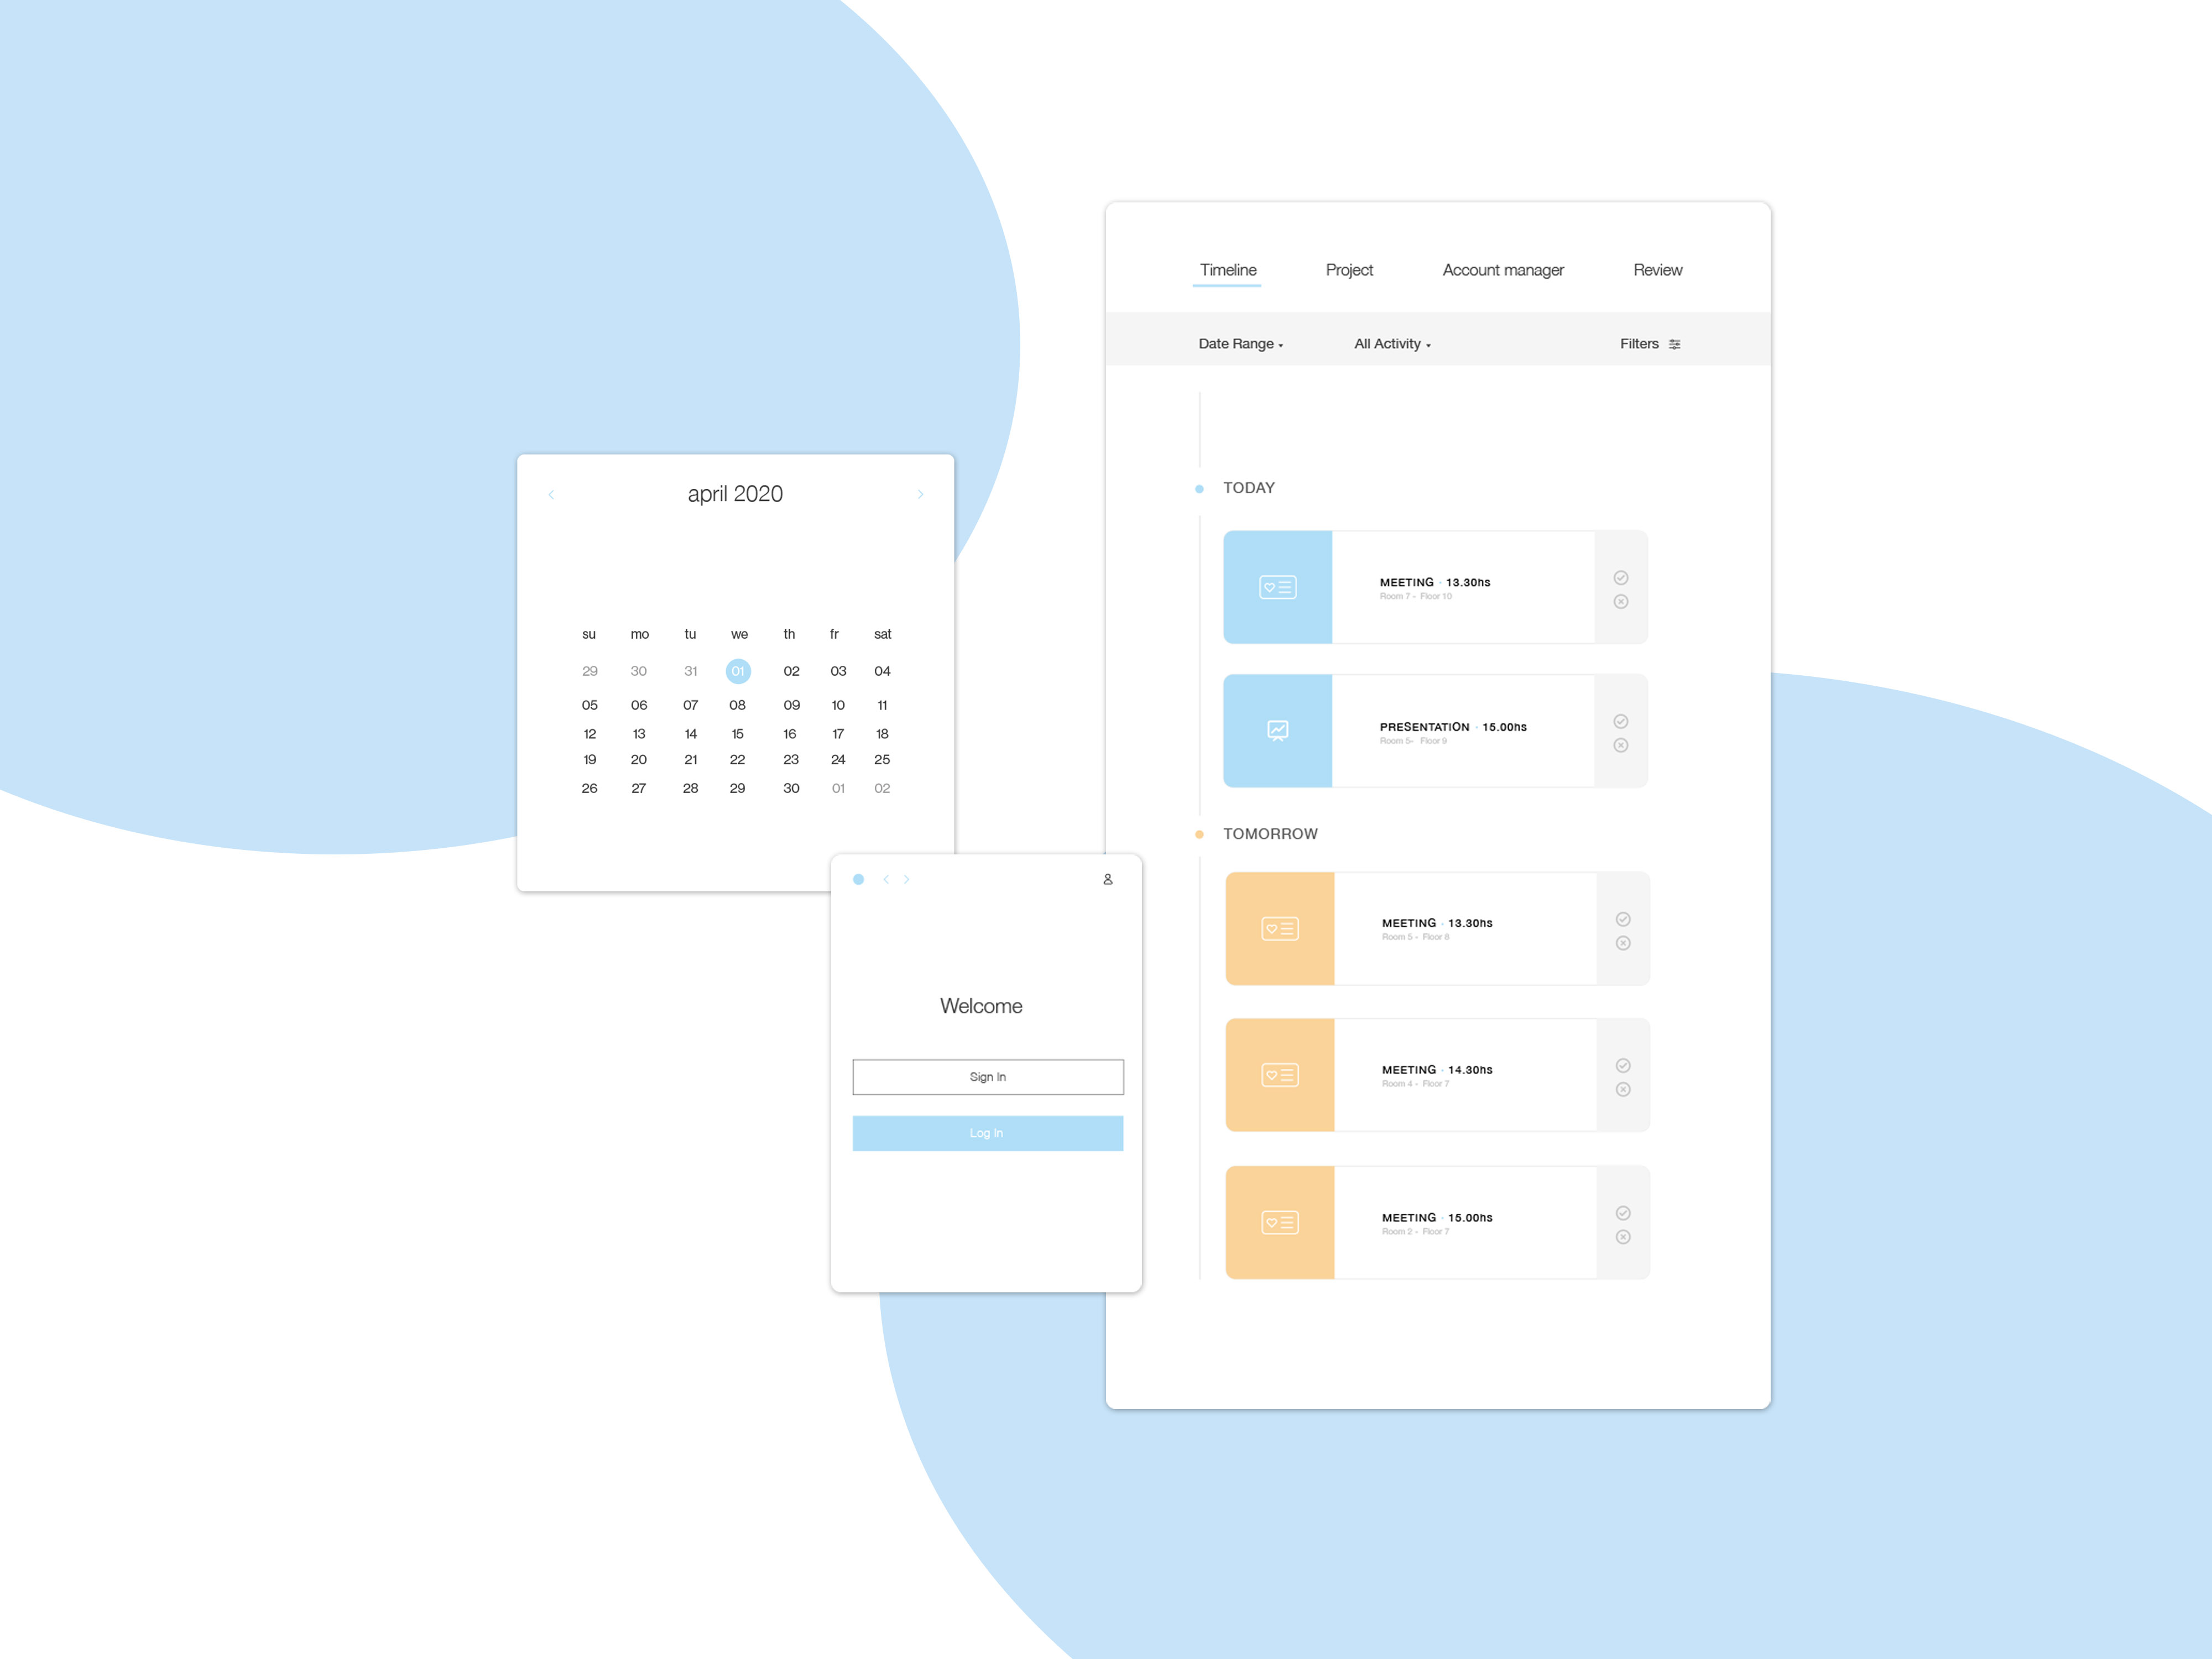 april 2020
su mo tu we th fr sat
29 30 31 01 02 03 04
05 06 07 08 09 10 11
12 13 14 15 16 17 18
19 20 21 22 23 24 25
26 27 28 29 30 01 02
Welcome
Sign In
Log In
Timeline Project Account manager Review
Date Range All Activity Filters
TODAY
MEETING · 13.30hs
Room 7 - Floor 10
PRESENTATION · 15.00hs
Room 5- Floor 9
TOMORROW
MEETING · 13.30hs
Room 5 - Floor 8
MEETING · 14.30hs
Room 4 - Floor 7
MEETING · 15.00hs
Room 2 - Floor 7